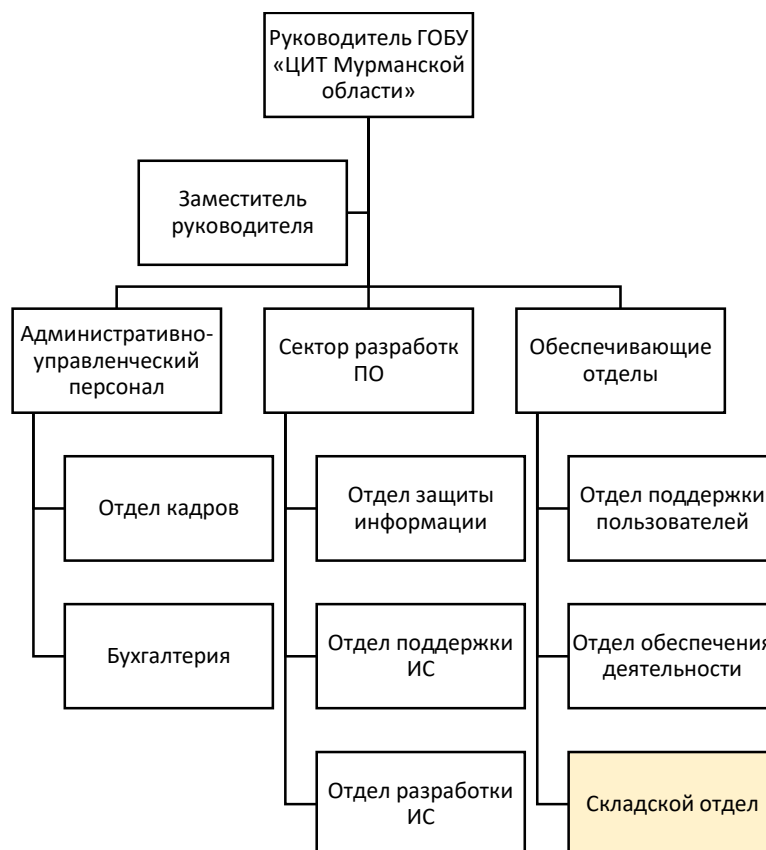 Руководитель ГОБУ
«ЦИТ Мурманской
области»
Заместитель
руководителя
Административно-
управленческий
персонал
Сектор разработк
ПО
Обеспечивающие
отделы
Отдел кадров
Отдел защиты
информации
Отдел поддержки
пользователей
Бухгалтерия
Отдел поддержки
ИС
Отдел обеспечения
деятельности
Отдел разработки
ИС
Складской отдел